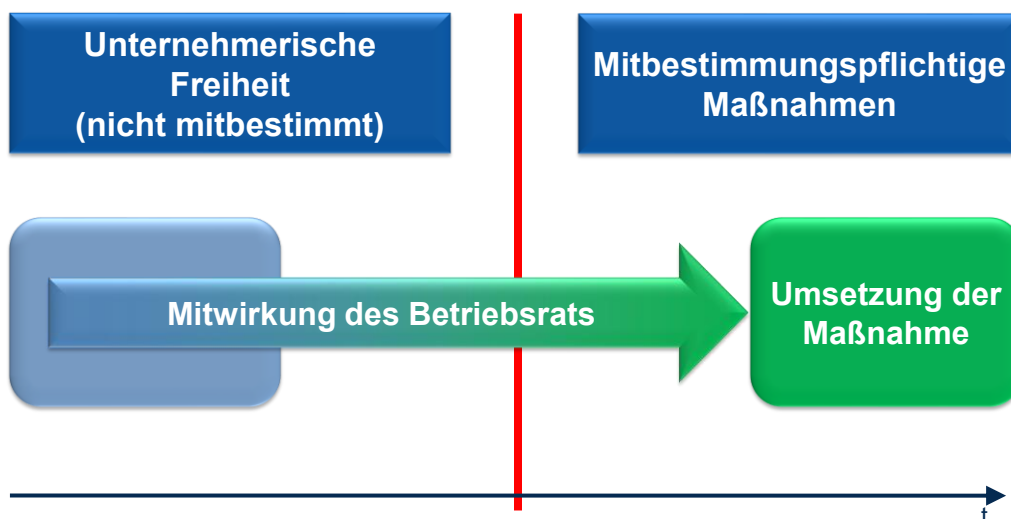 Unternehmerische
Freiheit
(nicht mitbestimmt)
Mitbestimmungspflichtige
Maßnahmen
Mitwirkung des Betriebsrats
Umsetzung der
Maßnahme
t